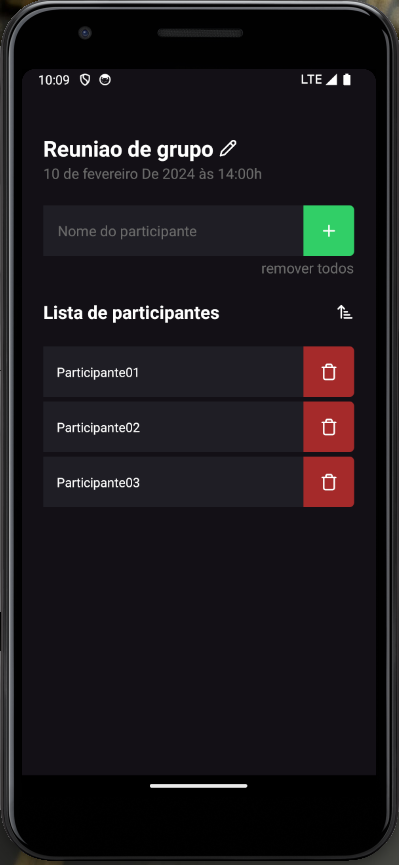 10:09 LTE
Reuniao de grupo
10 de fevereiro De 2024 às 14:00h
Nome do participante
remover todos
Lista de participantes
Participante01
Participante02
Participante03